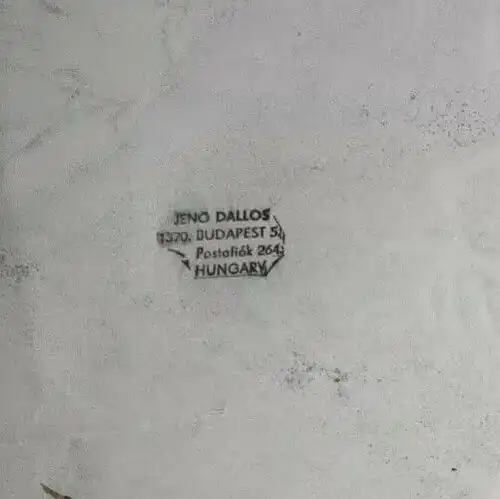 JENO DALLOS
1370. BUDAPEST 5.
Postafiók 264.
HUNGARY